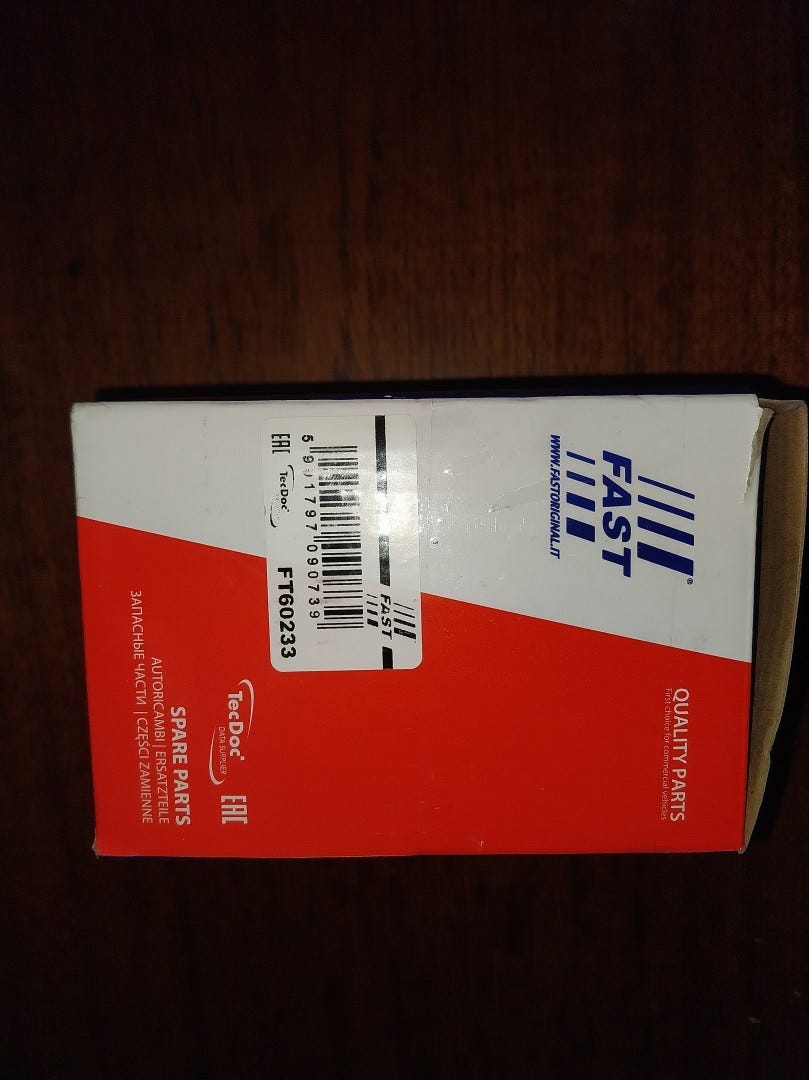 FAST®
WWW.FASTORIGINAL.IT
QUALITY PARTS
First choice for commercial vehicles
FAST
5 901797 090739
FT60233
EAC
TecDoc
TecDoc®
DATA SUPPLIER
EAC
SPARE PARTS
AUTORICAMBI | ERSATZTEILE
ЗАПАСНЫЕ ЧАСТИ | CZĘŚCI ZAMIENNE